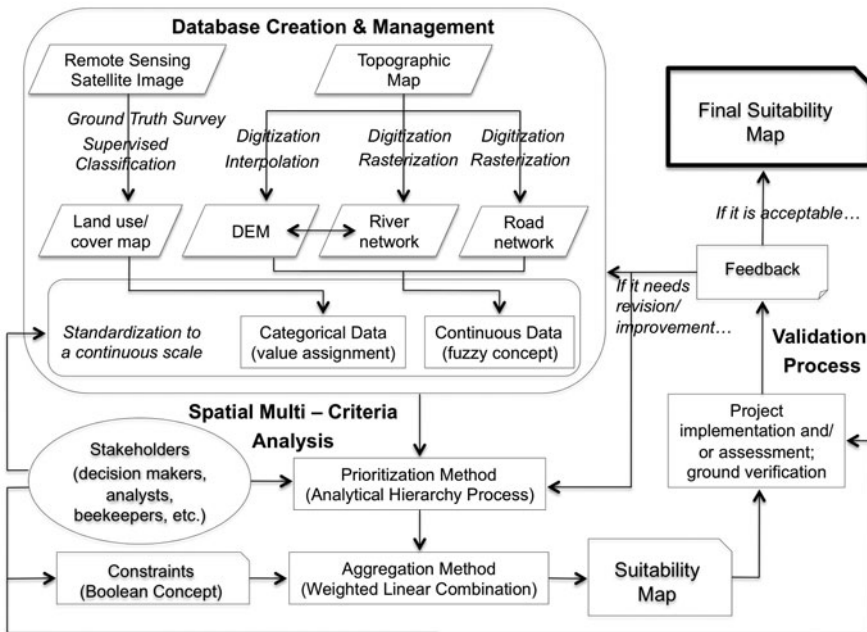 Database Creation & Management
Remote Sensing
Satellite Image
Topographic
Map
Ground Truth Survey
Supervised
Classification
Digitization
Interpolation
Digitization
Rasterization
Digitization
Rasterization
Land use/
cover map
DEM
River
network
Road
network
Standardization to
a continuous scale
Categorical Data
(value assignment)
Continuous Data
(fuzzy concept)
Final Suitability
Map
If it is acceptable…
Feedback
If it needs
revision/
improvement…
Validation
Process
Project
implementation and/
or assessment;
ground verification
Spatial Multi – Criteria
Analysis
Stakeholders
(decision makers,
analysts,
beekeepers, etc.)
Prioritization Method
(Analytical Hierarchy Process)
Constraints
(Boolean Concept)
Aggregation Method
(Weighted Linear Combination)
Suitability
Map